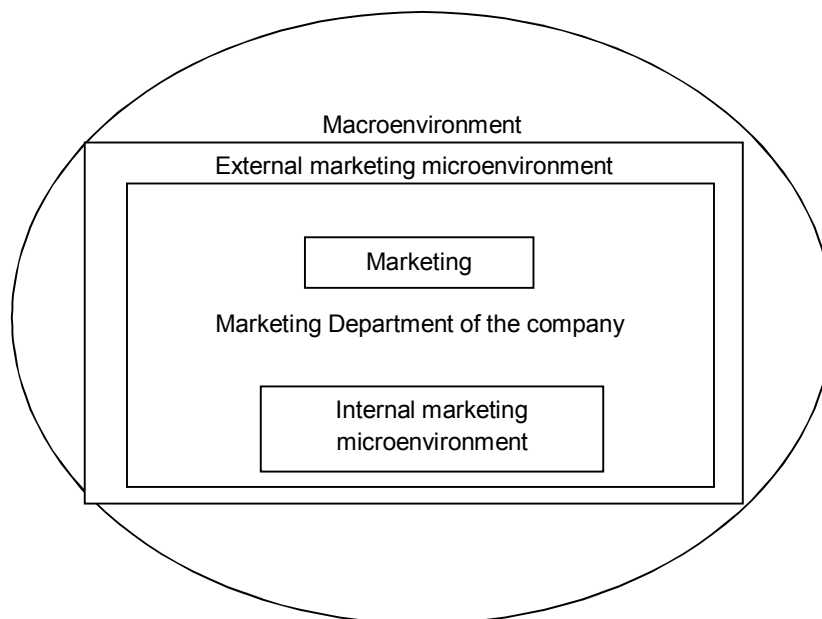 Macroenvironment
External marketing microenvironment
Marketing
Marketing Department of the company
Internal marketing
microenvironment